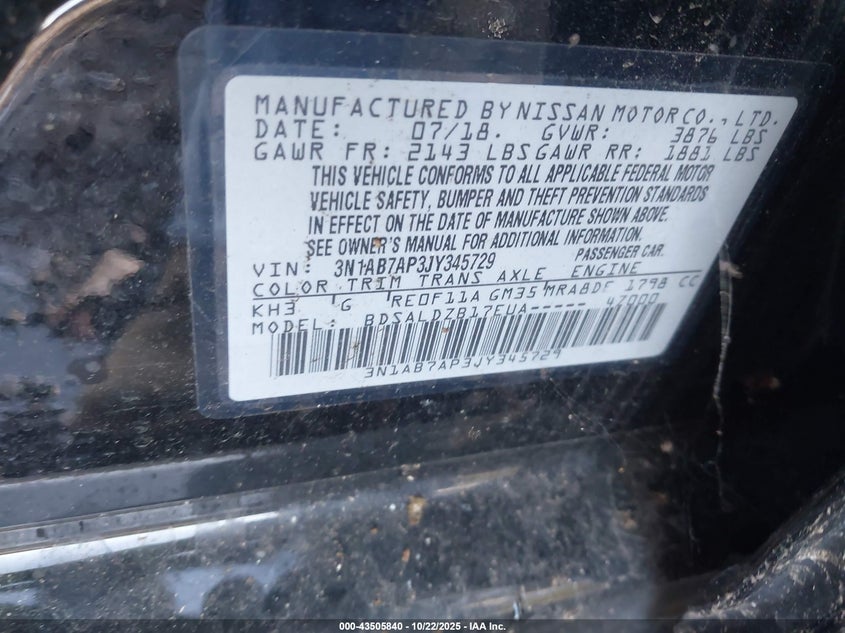 MANUFACTURED BY NISSAN MOTOR CO., LTD.
DATE: 07/18. GVWR: 3876 LBS
GAWR FR: 2143 LBS GAWR RR: 1881 LBS
THIS VEHICLE CONFORMS TO ALL APPLICABLE FEDERAL MOTOR
VEHICLE SAFETY, BUMPER AND THEFT PREVENTION STANDARDS
IN EFFECT ON THE DATE OF MANUFACTURE SHOWN ABOVE.
SEE OWNER'S MANUAL FOR ADDITIONAL INFORMATION.
VIN: 3N1AB7AP3JY345729 PASSENGER CAR.
COLOR TRIM TRANS AXLE ENGINE
KH3 G RE0F11A GM35 MRA8DF 1798 CC
MODEL: BDSALDZB17EUA----- 47000
3N1AB7AP3JY345729
000-43505840 - 10/22/2025 - IAA Inc.